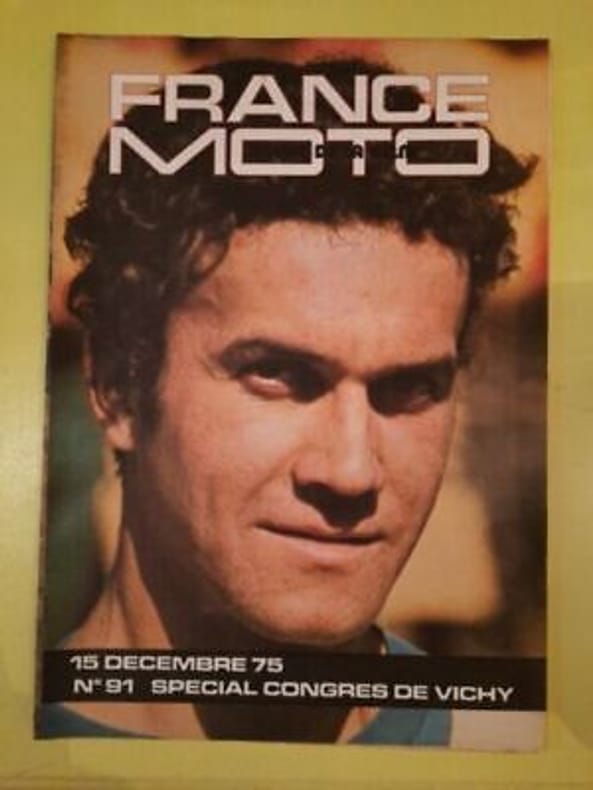 FRANCE
MOTO
15 DECEMBRE 75
N° 91 SPECIAL CONGRES DE VICHY